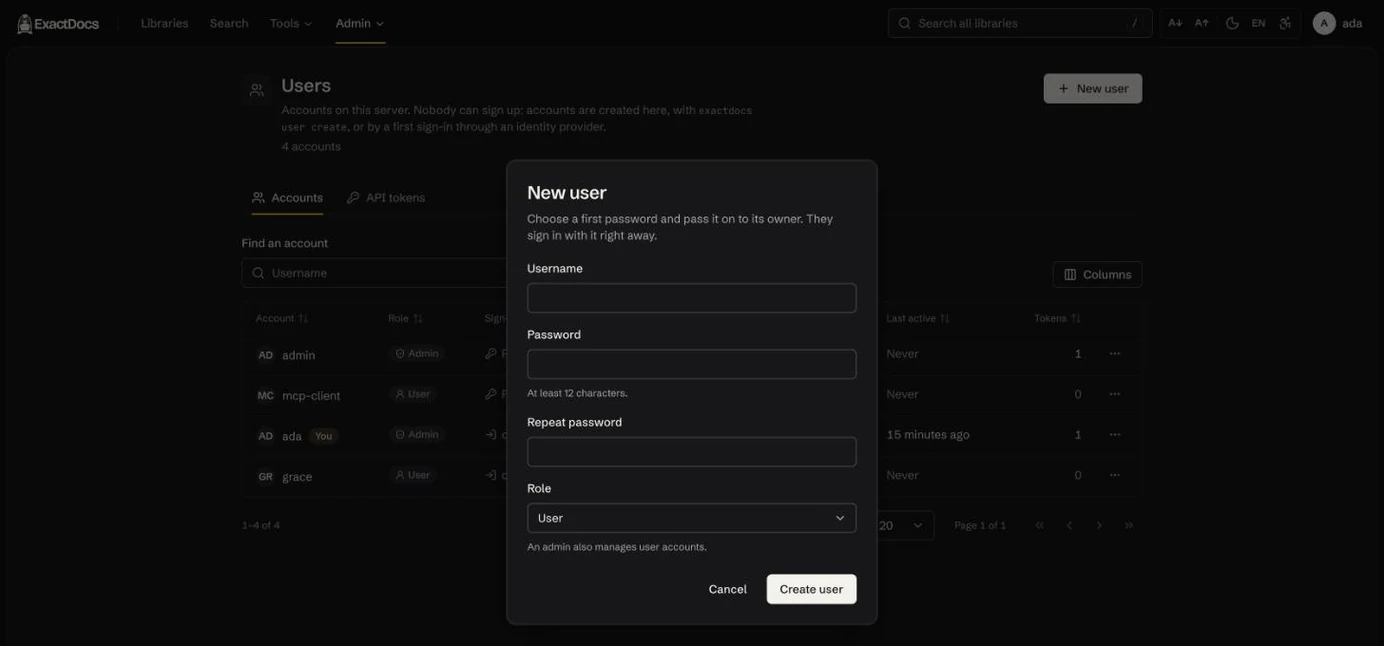 ExactDocs
Libraries
Search
Tools
Admin
Search all libraries
/
EN
A
ada
Users
Accounts on this server. Nobody can sign up: accounts are created here, with exactdocs
user create, or by a first sign-in through an identity provider.
4 accounts
New user
Accounts
API tokens
Find an account
Username
Columns
Account
Role
Last active
Tokens
AD admin
Admin
Never
1
MC mcp-client
User
Never
0
AD ada You
Admin
15 minutes ago
1
GR grace
User
Never
0
1–4 of 4
20
Page 1 of 1
New user
Choose a first password and pass it on to its owner. They
sign in with it right away.
Username
Password
At least 12 characters.
Repeat password
Role
User
An admin also manages user accounts.
Cancel
Create user